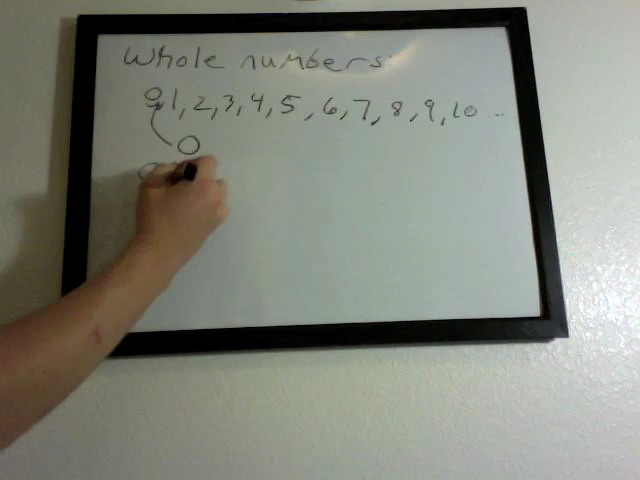 Whole numbers:
0 1, 2, 3, 4, 5, 6, 7, 8, 9, 10 ...
0